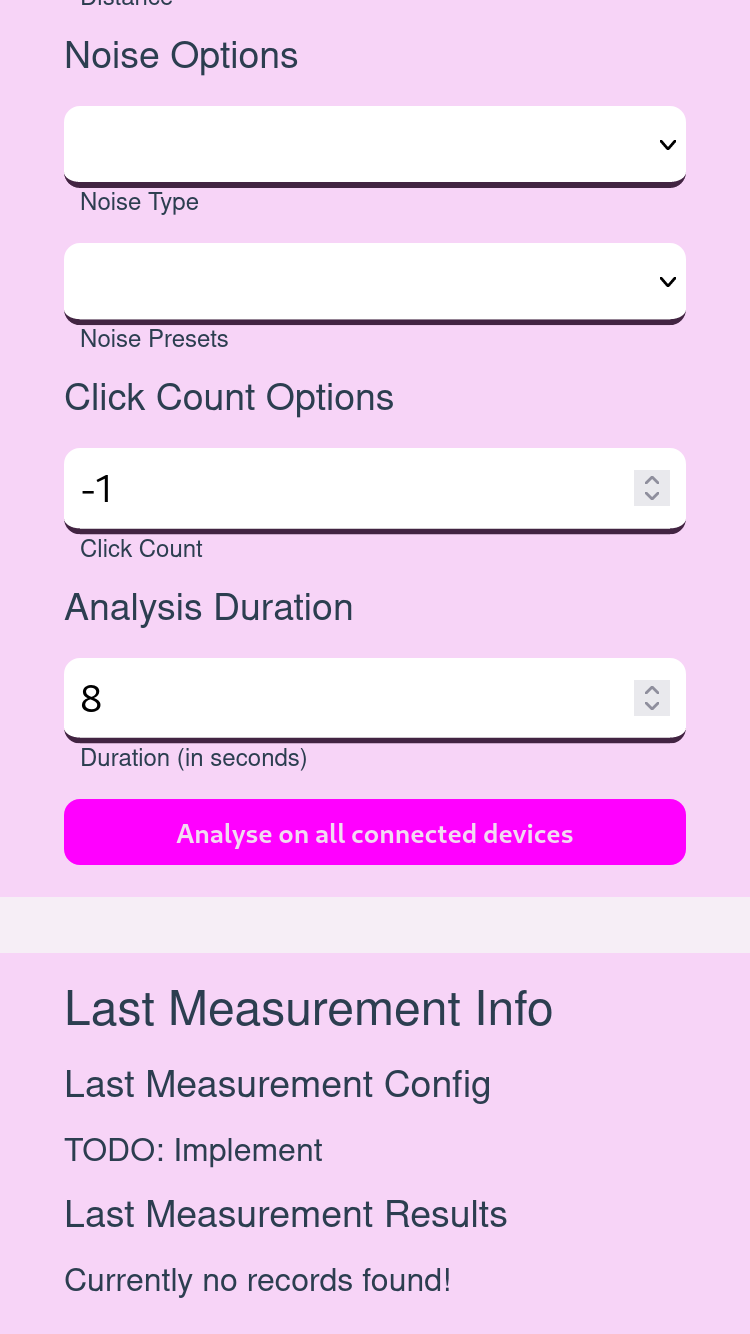 Distance
Noise Options
Noise Type
Noise Presets
Click Count Options
-1
Click Count
Analysis Duration
8
Duration (in seconds)
Analyse on all connected devices
Last Measurement Info
Last Measurement Config
TODO: Implement
Last Measurement Results
Currently no records found!